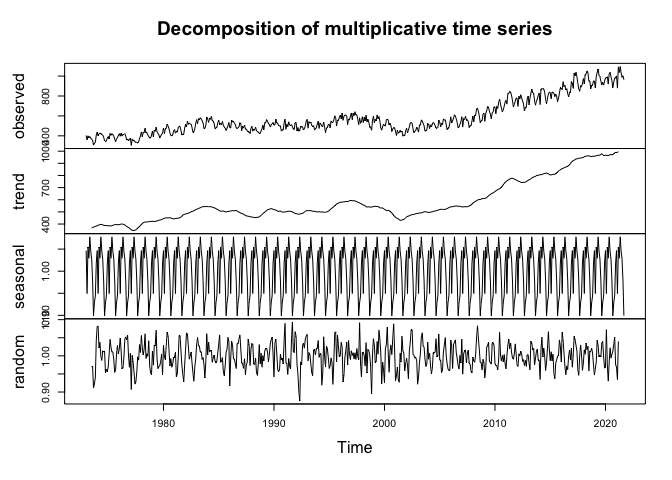 Decomposition of multiplicative time series
observed
800
trend
400
700
seasonal
1.00
random
0.90
1.00
1980
1990
2000
2010
2020
Time